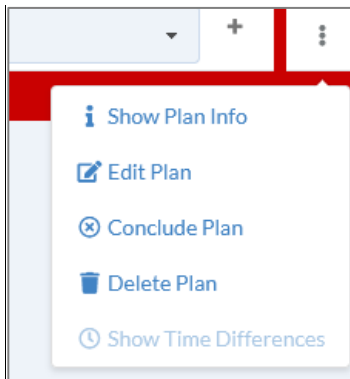 Show Plan Info
Edit Plan
Conclude Plan
Delete Plan
Show Time Differences